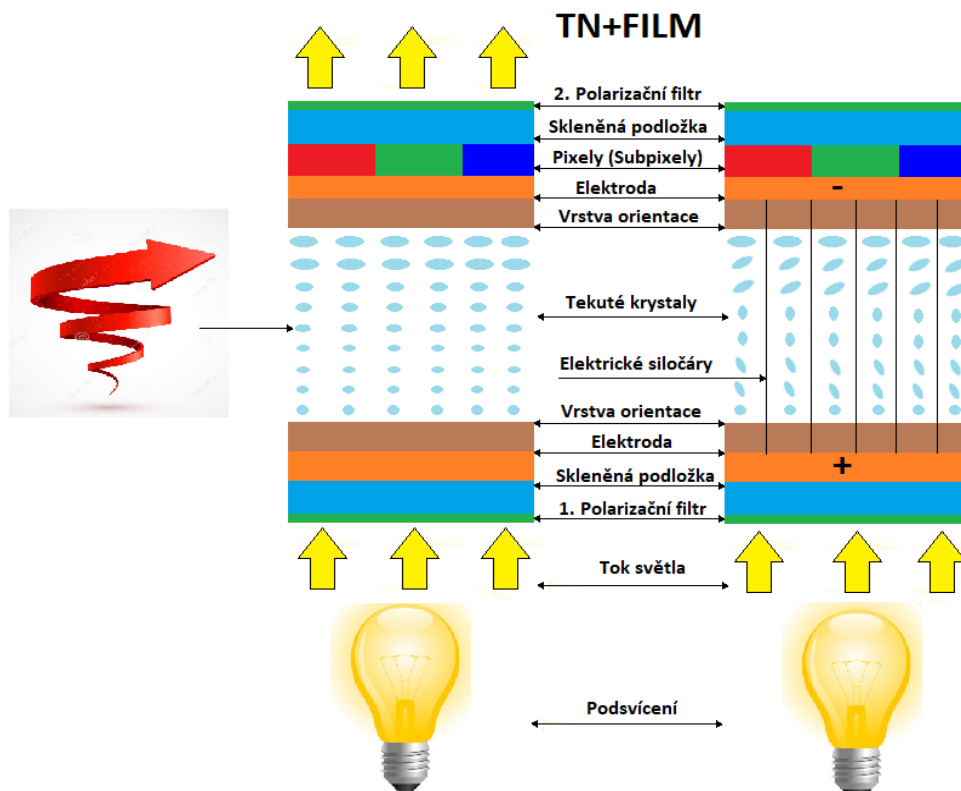 TN+FILM
2. Polarizační filtr
Skleněná podložka
Pixely (Subpixely)
Elektroda
-
Vrstva orientace
Tekuté krystaly
Elektrické siločáry
Vrstva orientace
Elektroda
+
Skleněná podložka
1. Polarizační filtr
Tok světla
Podsvícení